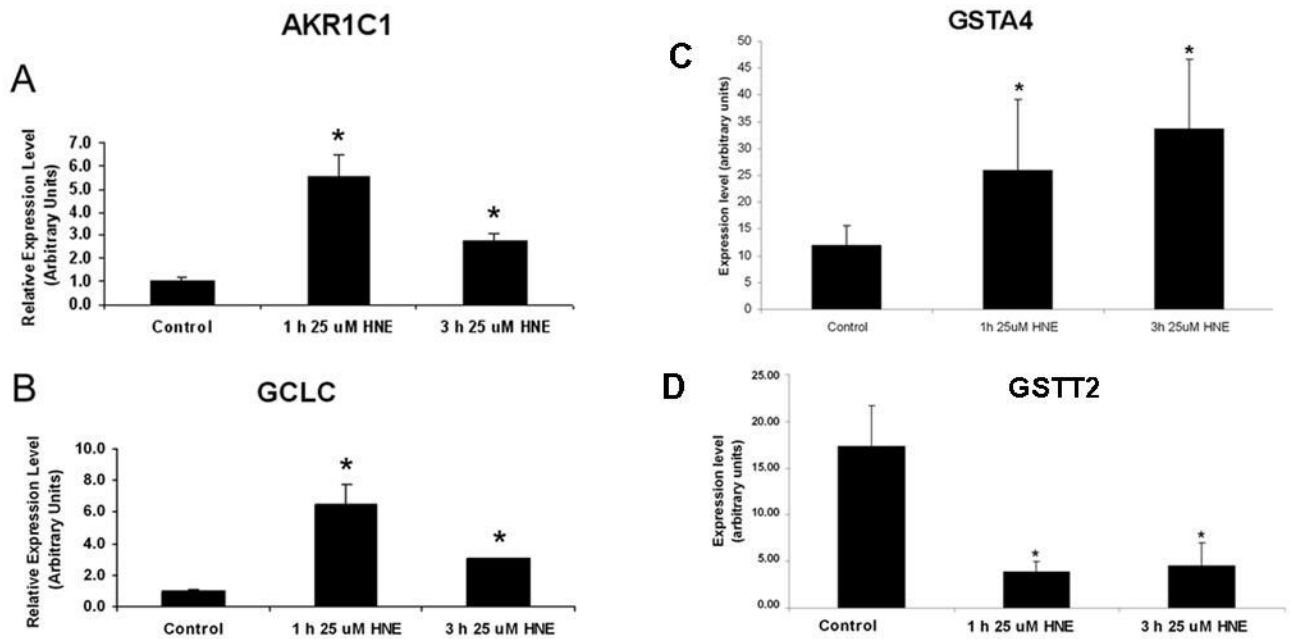 AKR1C1
A
Relative Expression Level
(Arbitrary Units)
7.0
6.0
5.0
4.0
3.0
2.0
1.0
0.0
*
*
Control
1 h 25 uM HNE
3 h 25 uM HNE
B
GCLC
Relative Expression Level
(Arbitrary Units)
10.0
8.0
6.0
4.0
2.0
0.0
*
*
Control
1 h 25 uM HNE
3 h 25 uM HNE
GSTA4
C
Expression level (arbitrary units)
50
45
40
35
30
25
20
15
10
5
0
*
*
Control
1h 25uM HNE
3h 25uM HNE
D
GSTT2
Expression level
(arbitrary units)
25.00
20.00
15.00
10.00
5.00
0.00
*
*
Control
1 h 25 uM HNE
3 h 25 uM HNE